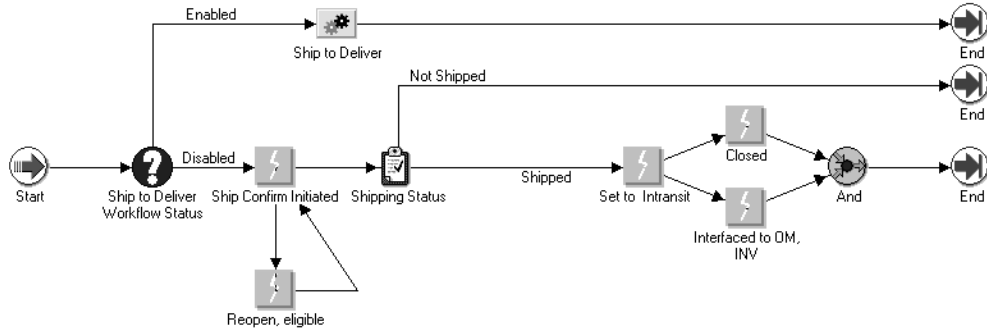 Enabled
Ship to Deliver
End
Not Shipped
End
Start
Ship to Deliver
Workflow Status
Disabled
Ship Confirm Initiated
Shipping Status
Shipped
Set to Intransit
Closed
Interfaced to OM,
INV
And
End
Reopen, eligible